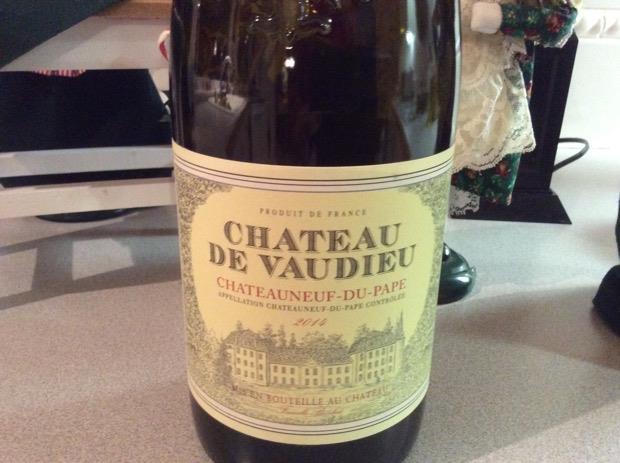 PRODUIT DE FRANCE
CHATEAU
DE VAUDIEU
CHATEAUNEUF-DU-PAPE
APPELLATION CHATEAUNEUF-DU-PAPE CONTRÔLÉE
2014
MIS EN BOUTEILLE AU CHATEAU